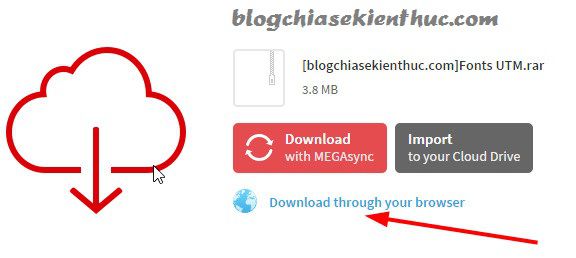 blogchiasekienthuc.com
[blogchiasekienthuc.com]Fonts UTM.rar
3.8 MB
Download
with MEGAsync
Import
to your Cloud Drive
Download through your browser